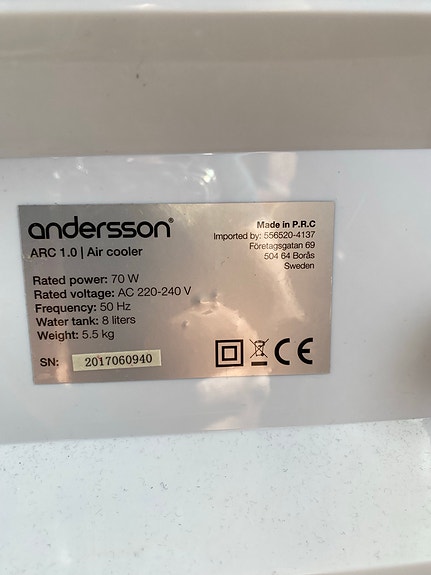 andersson®
ARC 1.0 | Air cooler
Rated power: 70 W
Rated voltage: AC 220-240 V
Frequency: 50 Hz
Water tank: 8 liters
Weight: 5.5 kg
SN: 2017060940
Made in P.R.C
Imported by: 556520-4137
Företagsgatan 69
504 64 Borås
Sweden
CE